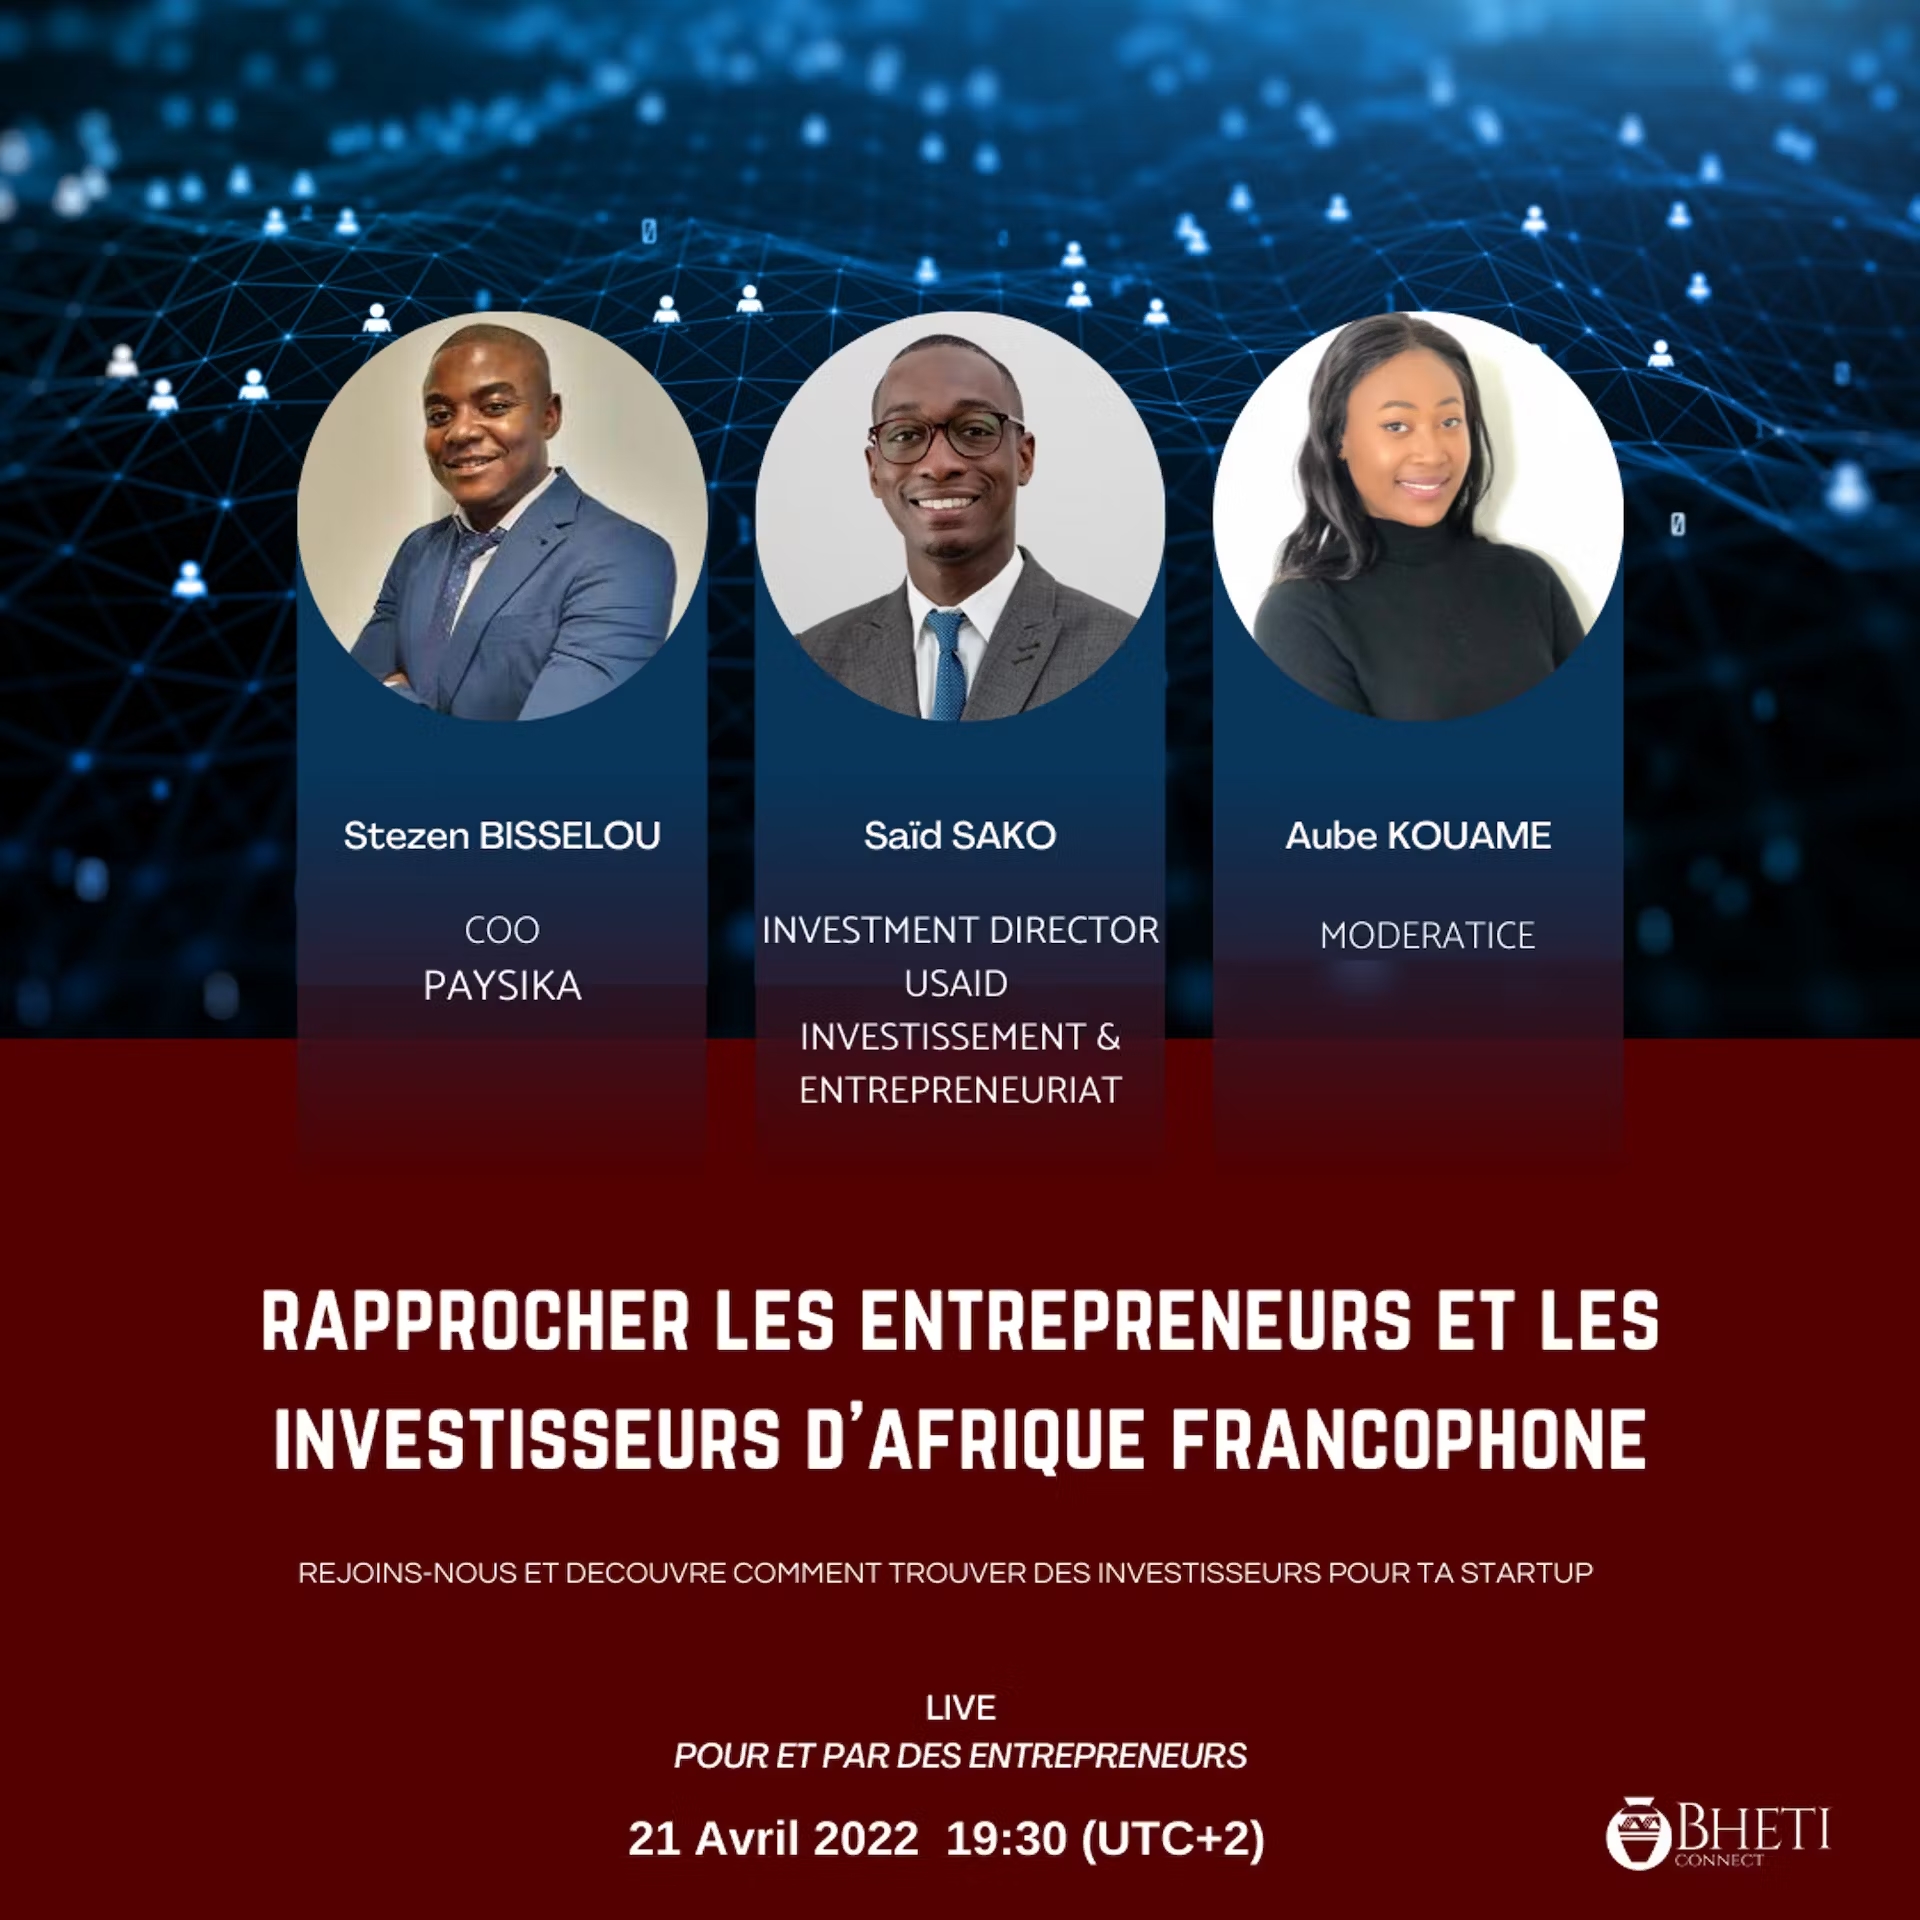 Stezen BISSELOU
COO
PAYSIKA
Saïd SAKO
INVESTMENT DIRECTOR
USAID
INVESTISSEMENT &
ENTREPRENEURIAT
Aube KOUAME
MODERATICE
RAPPROCHER LES ENTREPRENEURS ET LES
INVESTISSEURS D'AFRIQUE FRANCOPHONE
REJOINS-NOUS ET DECOUVRE COMMENT TROUVER DES INVESTISSEURS POUR TA STARTUP
LIVE
POUR ET PAR DES ENTREPRENEURS
21 Avril 2022 19:30 (UTC+2)
BHETI
CONNECT